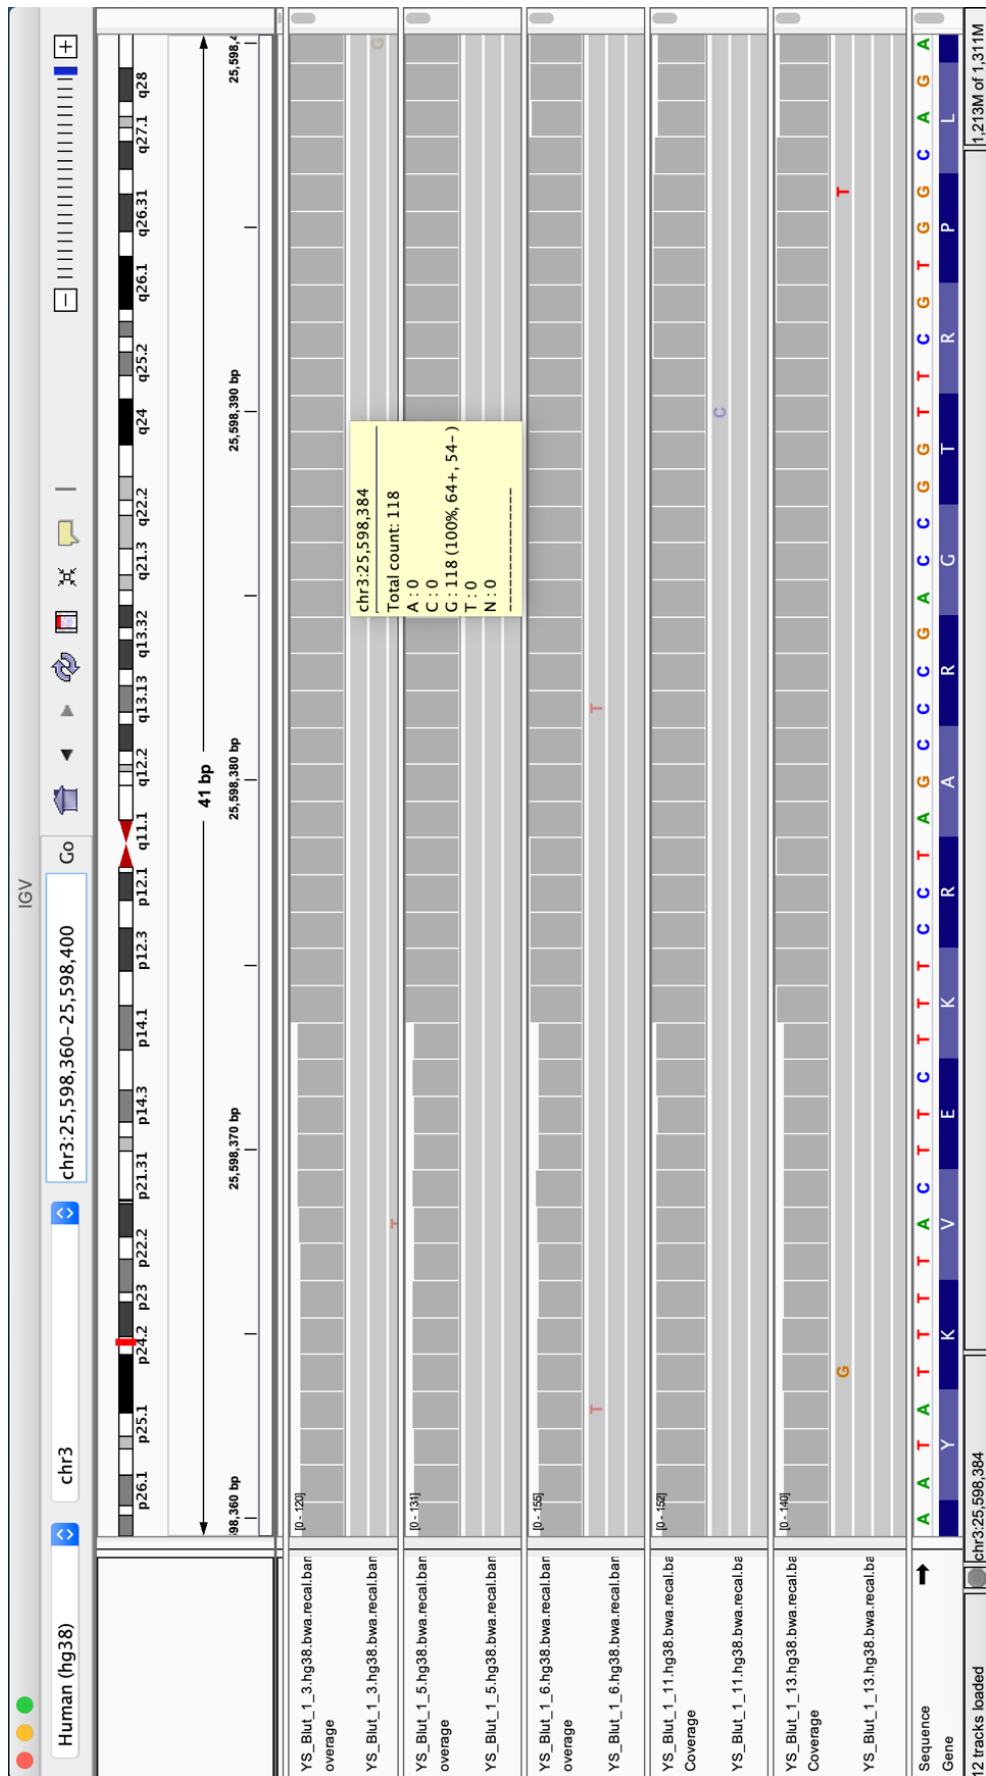 IGV
Human (hg38)
chr3
chr3:25,598,360-25,598,400
Go
p26.1 p25.1 p24.2 p23 p22.2 p21.31 p14.3 p14.1 p12.3 p12.1 q11.1 q12.2 q13.13 q13.32 q21.3 q22.2 q24 q25.2 q26.1 q26.31 q27.1 q28
41 bp
98,360 bp 25,598,370 bp 25,598,380 bp 25,598,390 bp 25,598,4
YS_Blut_1_3.hg38.bwa.recal.ban
overage
[0 - 120]
YS_Blut_1_3.hg38.bwa.recal.ban
T
G
YS_Blut_1_5.hg38.bwa.recal.ban
overage
[0 - 131]
YS_Blut_1_5.hg38.bwa.recal.ban
chr3:25,598,384
Total count: 118
A : 0
C : 0
G : 118 (100%, 64+, 54- )
T : 0
N : 0
---------------
YS_Blut_1_6.hg38.bwa.recal.ban
overage
[0 - 155]
YS_Blut_1_6.hg38.bwa.recal.ban
T T
YS_Blut_1_11.hg38.bwa.recal.ba
Coverage
[0 - 152]
YS_Blut_1_11.hg38.bwa.recal.ba
C
YS_Blut_1_13.hg38.bwa.recal.ba
Coverage
[0 - 140]
YS_Blut_1_13.hg38.bwa.recal.ba
G T
Sequence
A A T A T T T T A C T T C T T T C C T A G C C C G A C C G G T T C G T G G C A G A
Gene
Y K V E K R A R G T R P L
12 tracks loaded
chr3:25,598,384
1,213M of 1,311M